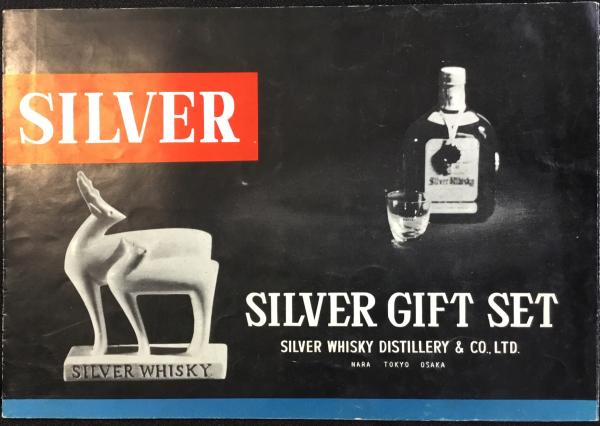 SILVER
Silver Whisky
SILVER WHISKY
SILVER GIFT SET
SILVER WHISKY DISTILLERY & CO., LTD.
NARA TOKYO OSAKA